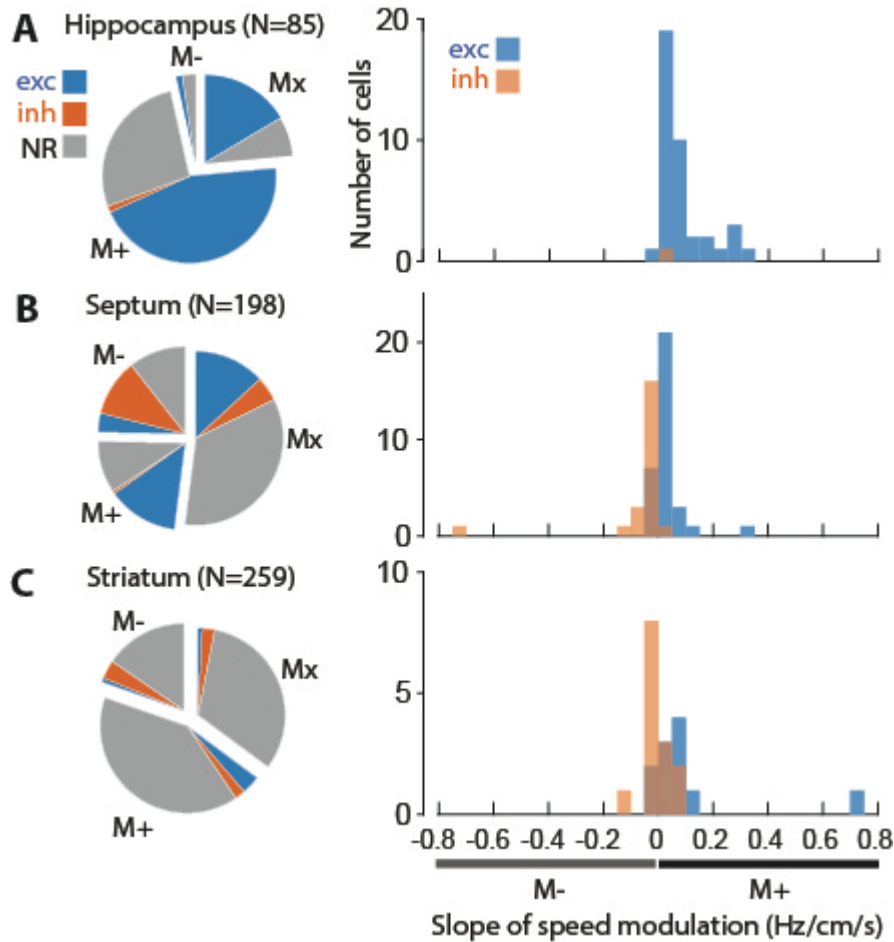 A Hippocampus (N=85)
M-
Mx
exc
inh
NR
M+
Number of cells
20
10
0
exc
inh
B Septum (N=198)
M-
Mx
M+
20
10
0
C Striatum (N=259)
M-
Mx
M+
10
5
0
-0.8 -0.6 -0.4 -0.2 0 0.2 0.4 0.6 0.8
M- M+
Slope of speed modulation (Hz/cm/s)